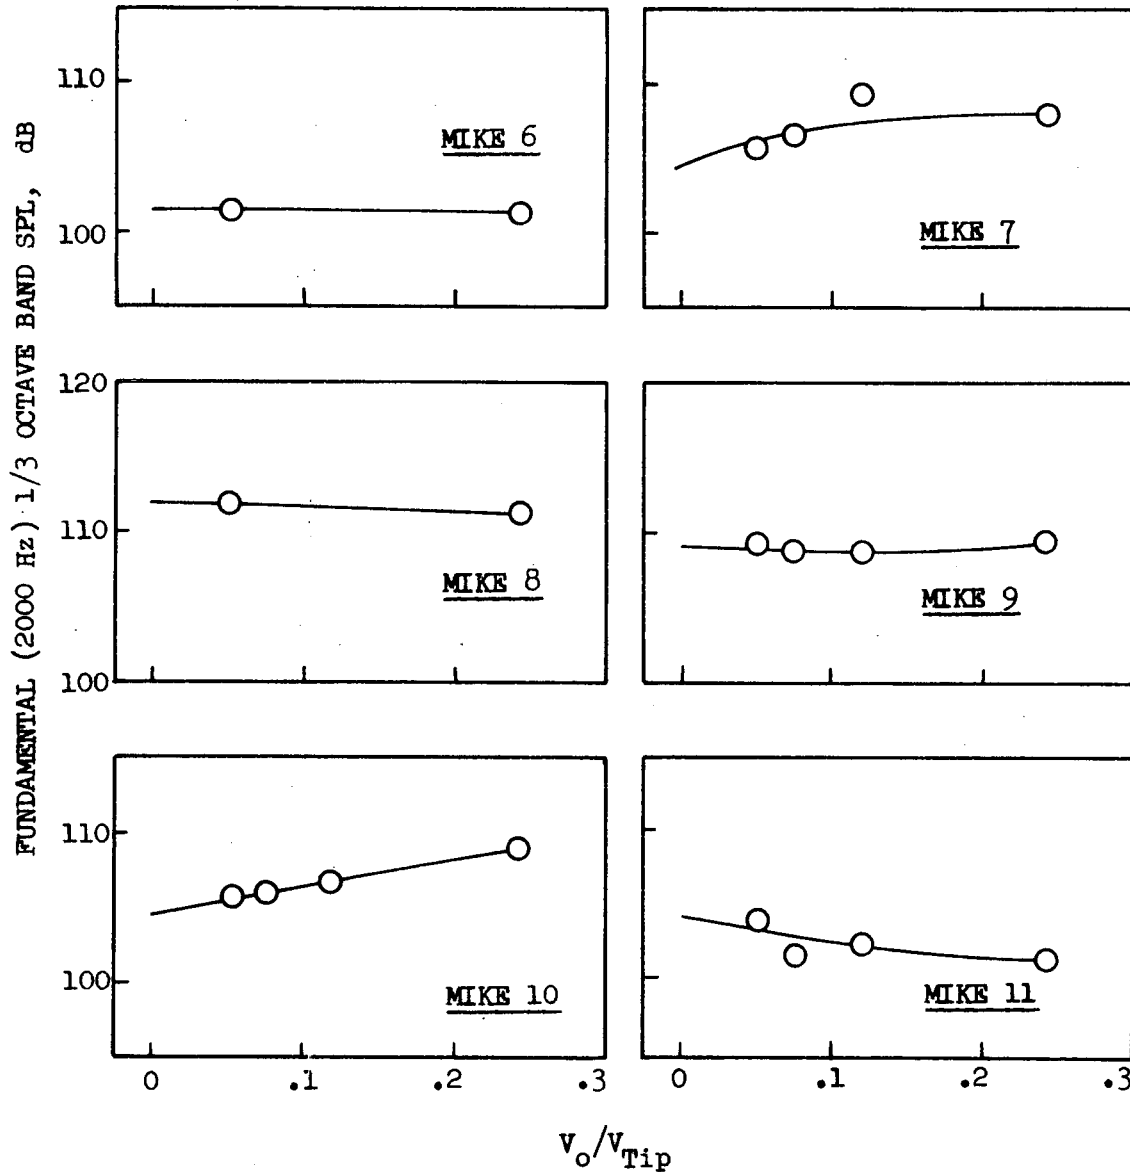 FUNDAMENTAL (2000 Hz) 1/3 OCTAVE BAND SPL, dB
110
100
MIKE 6
MIKE 7
120
110
100
MIKE 8
MIKE 9
110
100
MIKE 10
MIKE 11
0 .1 .2 .3
0 .1 .2 .3
Vo/VTip